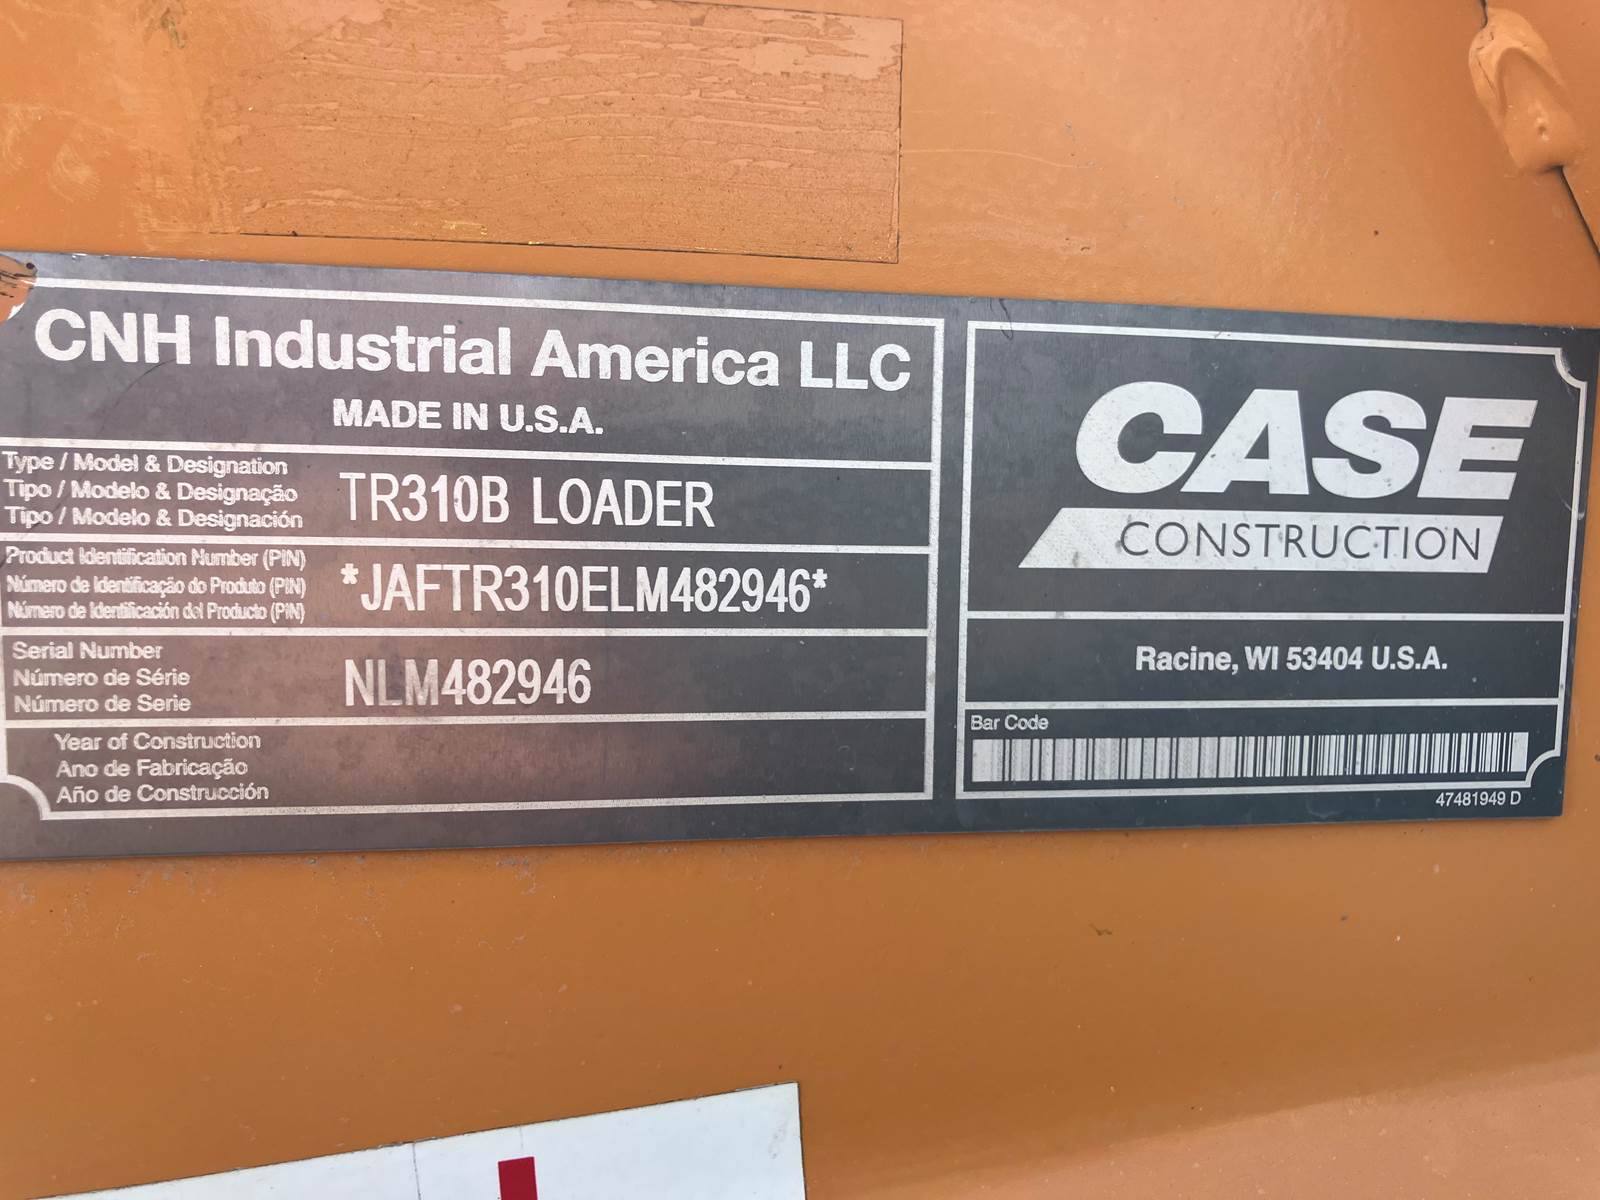 CNH Industrial America LLC
MADE IN U.S.A.
Type / Model & Designation
Tipo / Modelo & Designação
Tipo / Modelo & Designación
TR310B LOADER
Product Identification Number (PIN)
Número de Identificação do Produto (PIN)
Número de Identificación del Producto (PIN)
*JAFTR310ELM482946*
Serial Number
Número de Série
Número de Serie
NLM482946
Year of Construction
Ano de Fabricação
Año de Construcción
CASE
CONSTRUCTION
Racine, WI 53404 U.S.A.
Bar Code
47481949 D